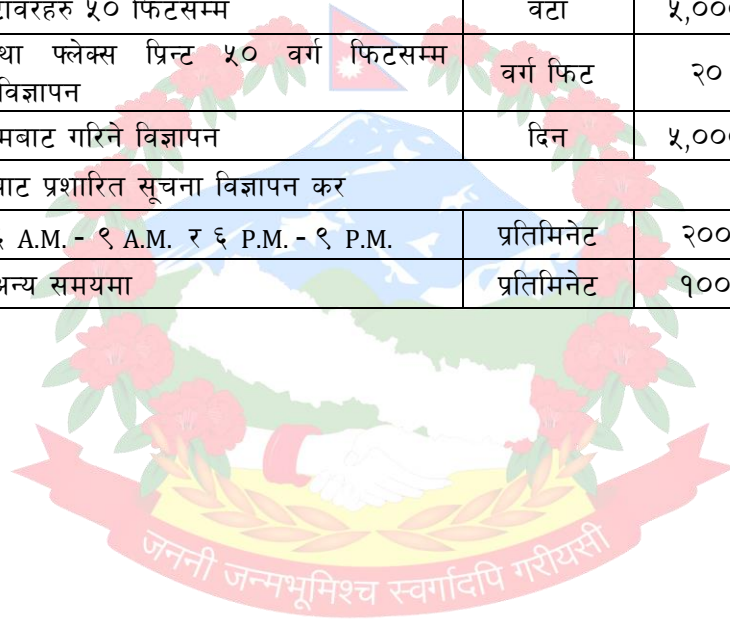 टावरहरु ५० फिटसम्म वटा ५,०००
था फ्लेक्स प्रिन्ट ५० वर्ग फिटसम्म
विज्ञापन वर्ग फिट २०
मबाट गरिने विज्ञापन दिन ५,०००
बाट प्रशारित सूचना विज्ञापन कर
A.M. - ९ A.M. र ६ P.M. - ९ P.M. प्रतिमिनेट २००
अन्य समयमा प्रतिमिनेट १००
जननी जन्मभूमिश्च स्वर्गादपि गरीयसी